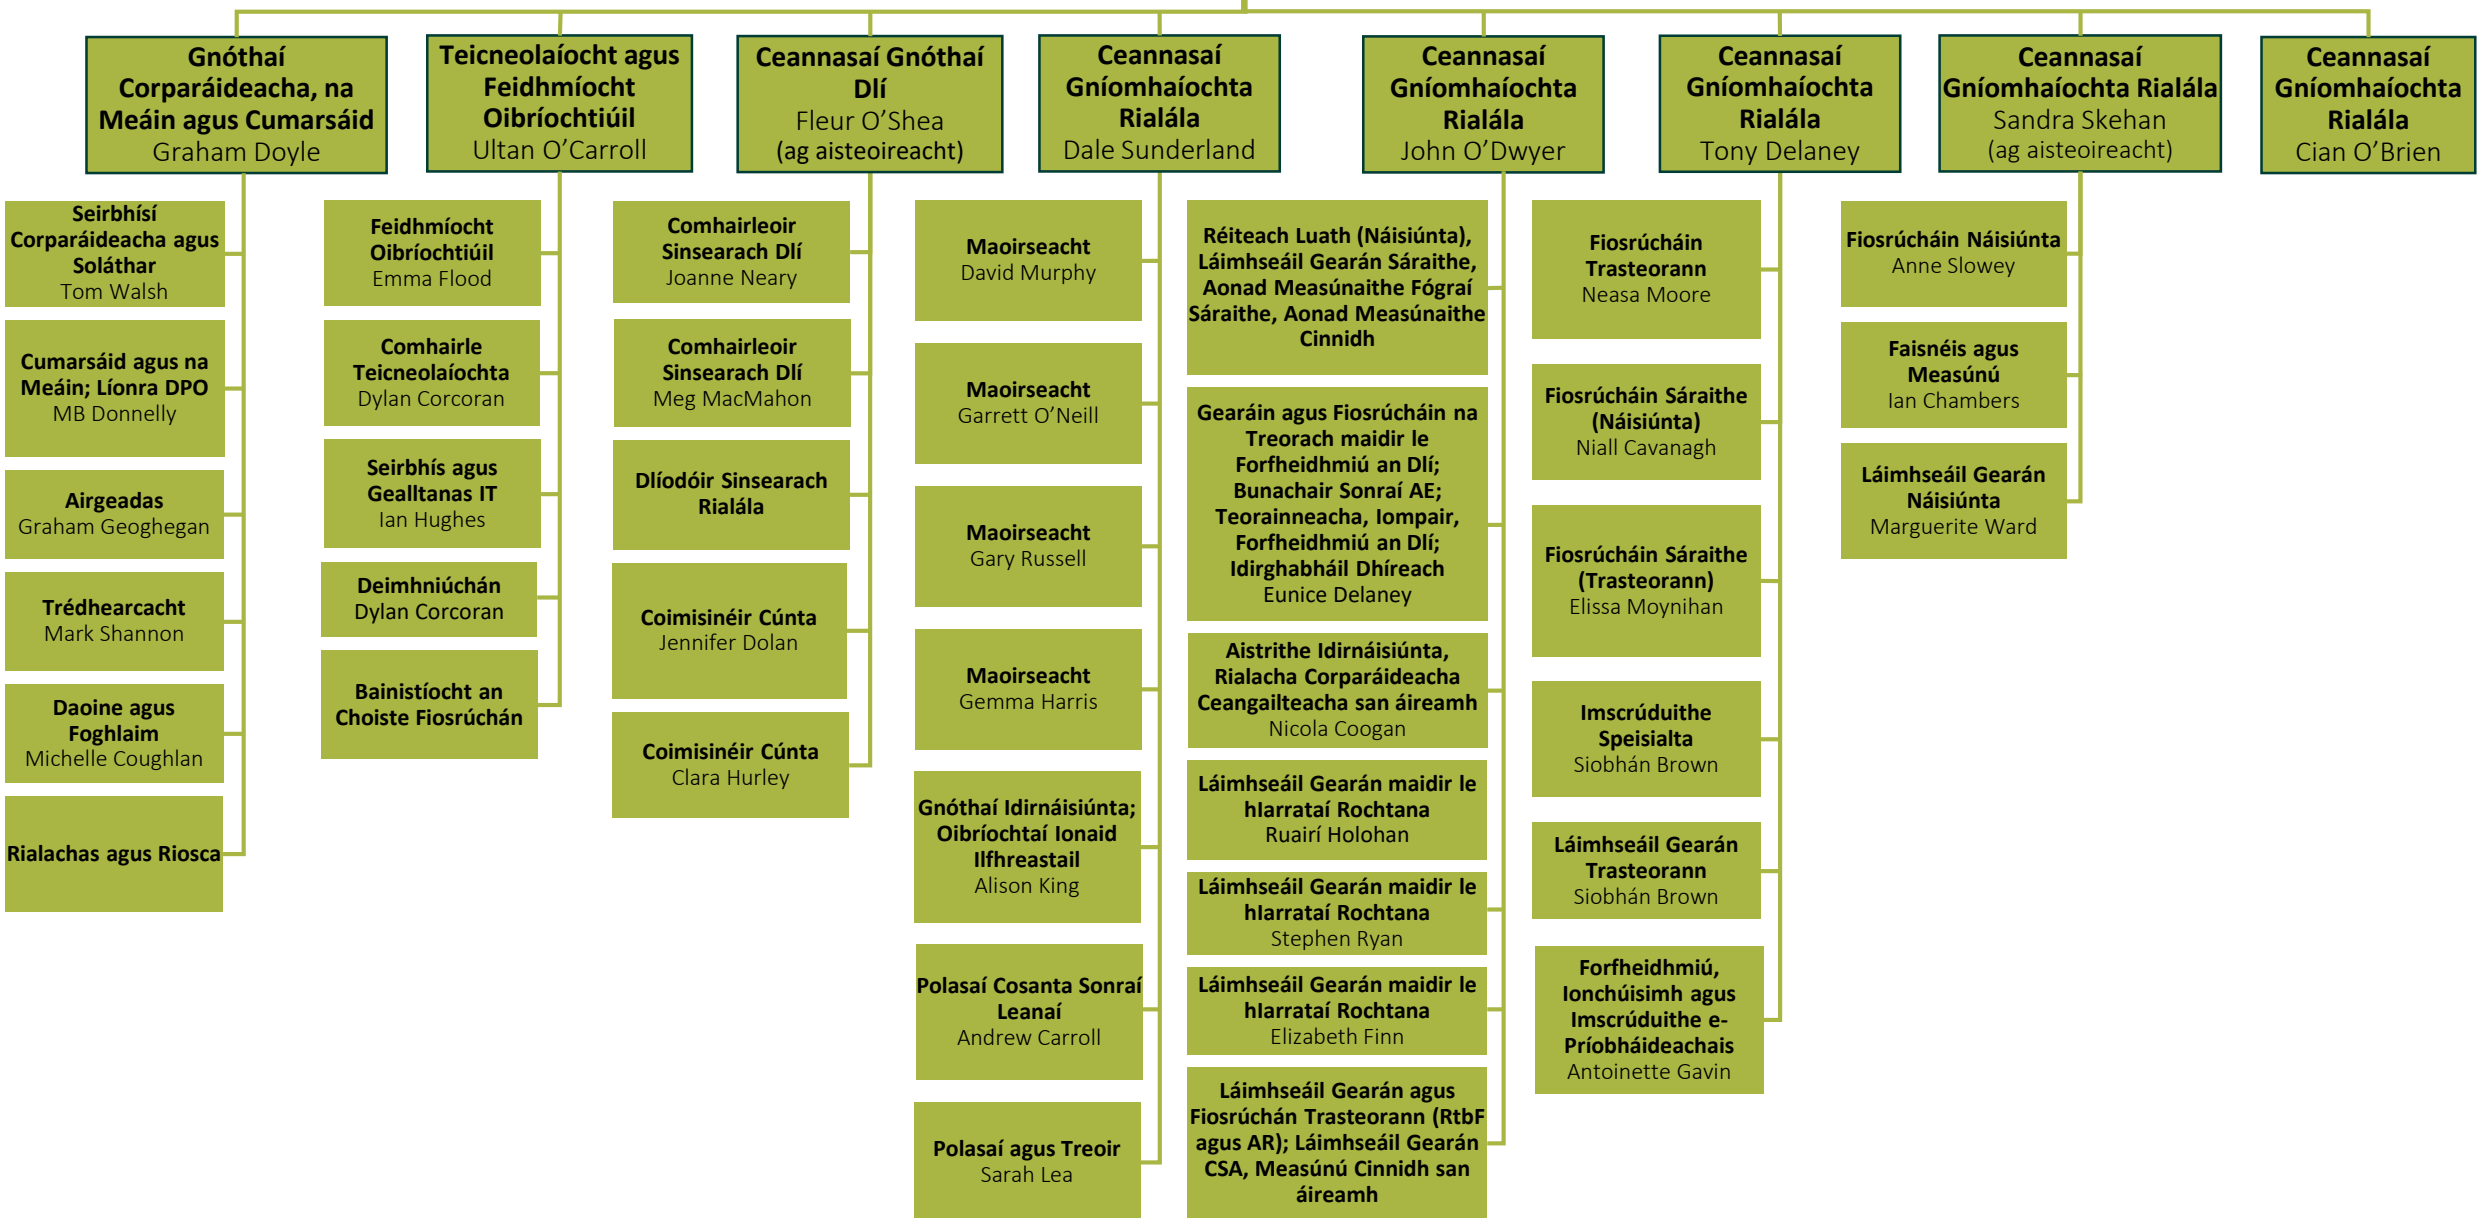 Gnóthaí
Corparáideacha, na
Meáin agus Cumarsáid
Graham Doyle
Seirbhísí
Corparáideacha agus
Soláthar
Tom Walsh
Cumarsáid agus na
Meáin; Líonra DPO
MB Donnelly
Airgeadas
Graham Geoghegan
Trédhearcacht
Mark Shannon
Daoine agus
Foghlaim
Michelle Coughlan
Rialachas agus Riosca
Teicneolaíocht agus
Feidhmíocht
Oibríochtiúil
Ultan O’Carroll
Feidhmíocht
Oibríochtiúil
Emma Flood
Comhairle
Teicneolaíochta
Dylan Corcoran
Seirbhís agus
Gealltanas IT
Ian Hughes
Deimhniúchán
Dylan Corcoran
Bainistíocht an
Choiste Fiosrúchán
Ceannasaí Gnóthaí
Dlí
Fleur O’Shea
(ag aisteoireacht)
Comhairleoir
Sinsearach Dlí
Joanne Neary
Comhairleoir
Sinsearach Dlí
Meg MacMahon
Dlíodóir Sinsearach
Rialála
Coimisinéir Cúnta
Jennifer Dolan
Coimisinéir Cúnta
Clara Hurley
Ceannasaí
Gníomhaíochta
Rialála
Dale Sunderland
Maoirseacht
David Murphy
Maoirseacht
Garrett O’Neill
Maoirseacht
Gary Russell
Maoirseacht
Gemma Harris
Gnóthaí Idirnáisiúnta;
Oibríochtaí Ionaid
Ilfhreastail
Alison King
Polasaí Cosanta Sonraí
Leanaí
Andrew Carroll
Polasaí agus Treoir
Sarah Lea
Ceannasaí
Gníomhaíochta
Rialála
John O’Dwyer
Réiteach Luath (Náisiúnta),
Láimhseáil Gearán Sáraithe,
Aonad Measúnaithe Fógraí
Sáraithe, Aonad Measúnaithe
Cinnidh
Gearáin agus Fiosrúcháin na
Treorach maidir le
Forfheidhmiú an Dlí;
Bunachair Sonraí AE;
Teorainneacha, Iompair,
Forfheidhmiú an Dlí;
Idirghabháil Dhíreach
Eunice Delaney
Aistrithe Idirnáisiúnta,
Rialacha Corparáideacha
Ceangailteacha san áireamh
Nicola Coogan
Láimhseáil Gearán maidir le
hIarrataí Rochtana
Ruairí Holohan
Láimhseáil Gearán maidir le
hIarrataí Rochtana
Stephen Ryan
Láimhseáil Gearán maidir le
hIarrataí Rochtana
Elizabeth Finn
Láimhseáil Gearán agus
Fiosrúchán Trasteorann (RtbF
agus AR); Láimhseáil Gearán
CSA, Measúnú Cinnidh san
áireamh
Ceannasaí
Gníomhaíochta
Rialála
Tony Delaney
Fiosrúcháin
Trasteorann
Neasa Moore
Fiosrúcháin Sáraithe
(Náisiúnta)
Niall Cavanagh
Fiosrúcháin Sáraithe
(Trasteorann)
Elissa Moynihan
Imscrúduithe
Speisialta
Siobhán Brown
Láimhseáil Gearán
Trasteorann
Siobhán Brown
Forfheidhmiú,
Ionchúisimh agus
Imscrúduithe e-
Príobháideachais
Antoinette Gavin
Ceannasaí
Gníomhaíochta Rialála
Sandra Skehan
(ag aisteoireacht)
Fiosrúcháin Náisiúnta
Anne Slowey
Faisnéis agus
Measúnú
Ian Chambers
Láimhseáil Gearán
Náisiúnta
Marguerite Ward
Ceannasaí
Gníomhaíochta
Rialála
Cian O’Brien